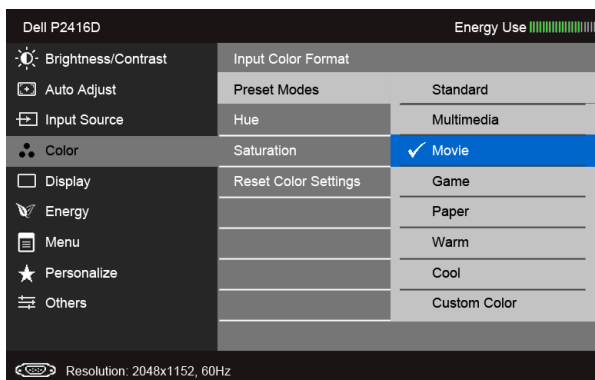 Dell P2416D
Energy Use
Brightness/Contrast
Auto Adjust
Input Source
Color
Display
Energy
Menu
Personalize
Others
Input Color Format
Preset Modes
Hue
Saturation
Reset Color Settings
Standard
Multimedia
Movie
Game
Paper
Warm
Cool
Custom Color
Resolution: 2048x1152, 60Hz